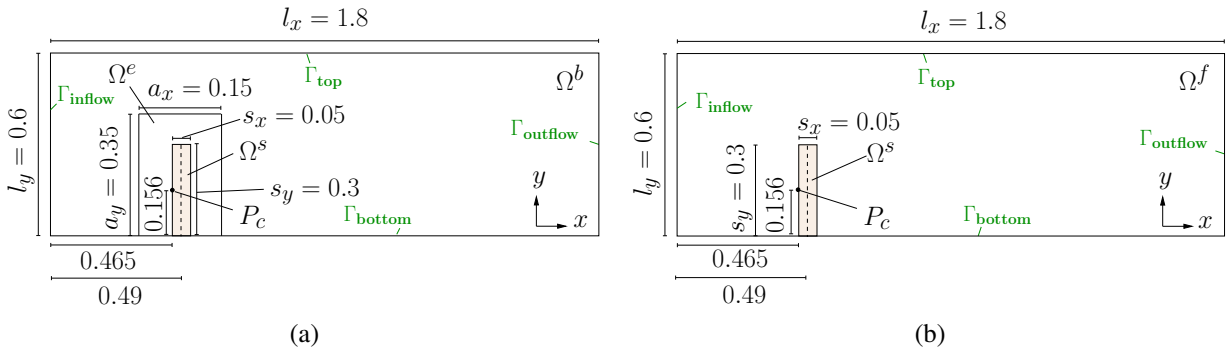 l_x = 1.8
Ω^e
a_x = 0.15
Γ_top
Ω^b
Γ_inflow
s_x = 0.05
Ω^s
Γ_outflow
l_y = 0.6
a_y = 0.35
0.156
s_y = 0.3
P_c
y
x
Γ_bottom
0.465
0.49
(a)
l_x = 1.8
Γ_top
Ω^f
Γ_inflow
s_x = 0.05
Ω^s
Γ_outflow
l_y = 0.6
s_y = 0.3
0.156
P_c
y
x
Γ_bottom
0.465
0.49
(b)